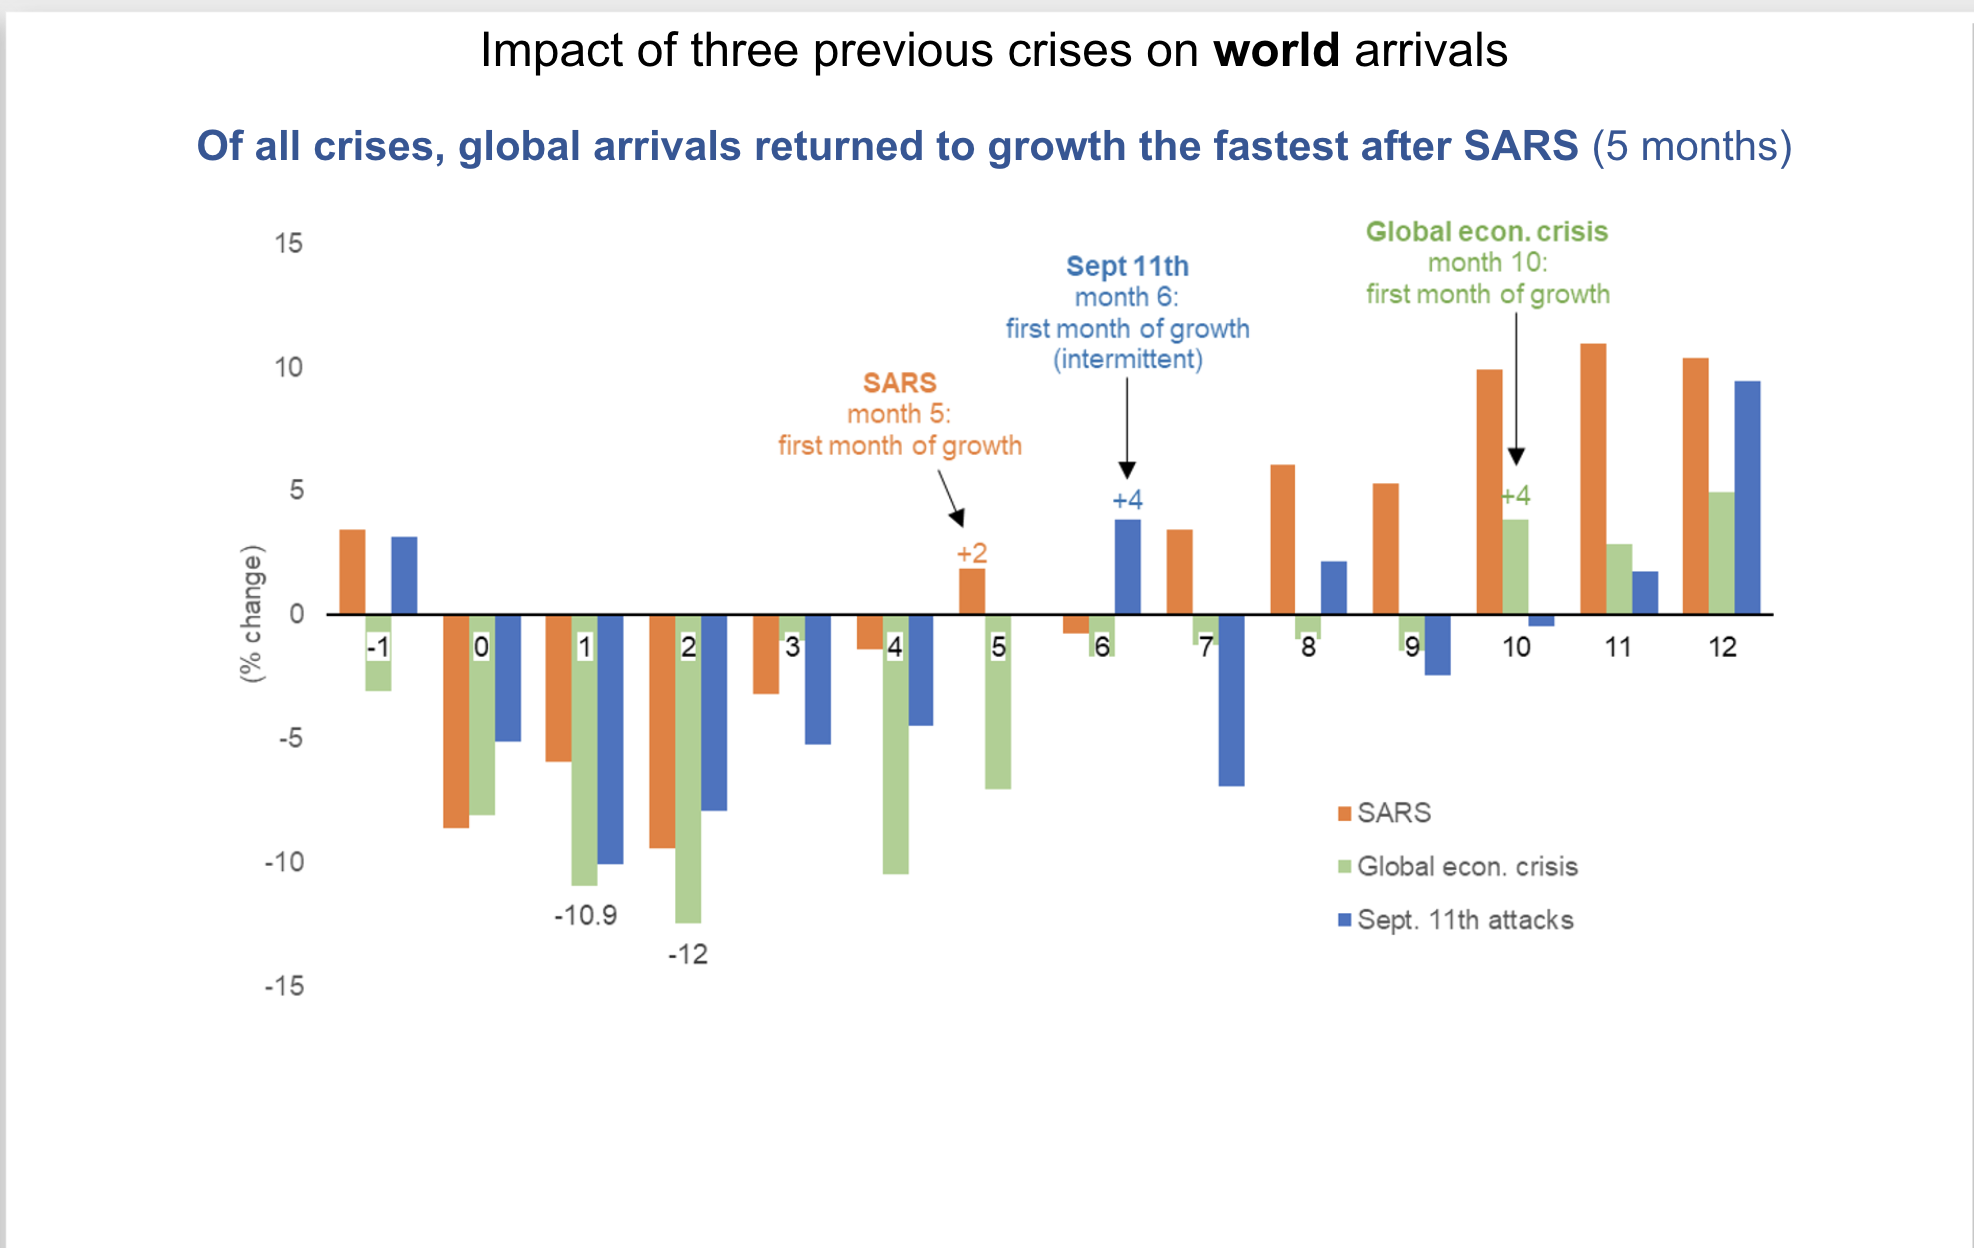 Impact of three previous crises on world arrivals
Of all crises, global arrivals returned to growth the fastest after SARS (5 months)
Global econ. crisis
month 10:
first month of growth
Sept 11th
month 6:
first month of growth
(intermittent)
SARS
month 5:
first month of growth
15
10
5
0
-5
-10
-15
(% change)
+2
+4
+4
-1 0 1 2 3 4 5 6 7 8 9 10 11 12
-10.9
-12
SARS
Global econ. crisis
Sept. 11th attacks